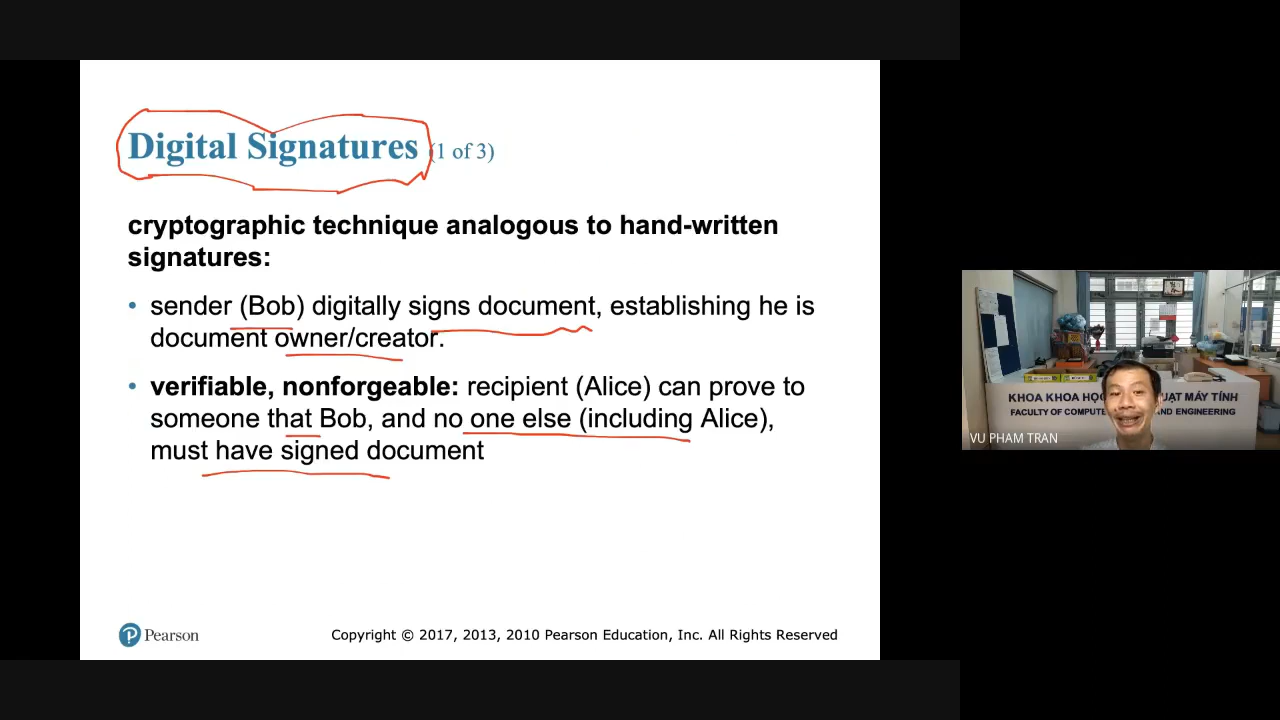 Digital Signatures (1 of 3)
cryptographic technique analogous to hand-written
signatures:
• sender (Bob) digitally signs document, establishing he is
document owner/creator.
• verifiable, nonforgeable: recipient (Alice) can prove to
someone that Bob, and no one else (including Alice),
must have signed document
Pearson
Copyright © 2017, 2013, 2010 Pearson Education, Inc. All Rights Reserved
KHOA KHOA HỌC
UẬT MÁY TÍNH
FACULTY OF COMPUTE
AND ENGINEERING
VU PHAM TRAN